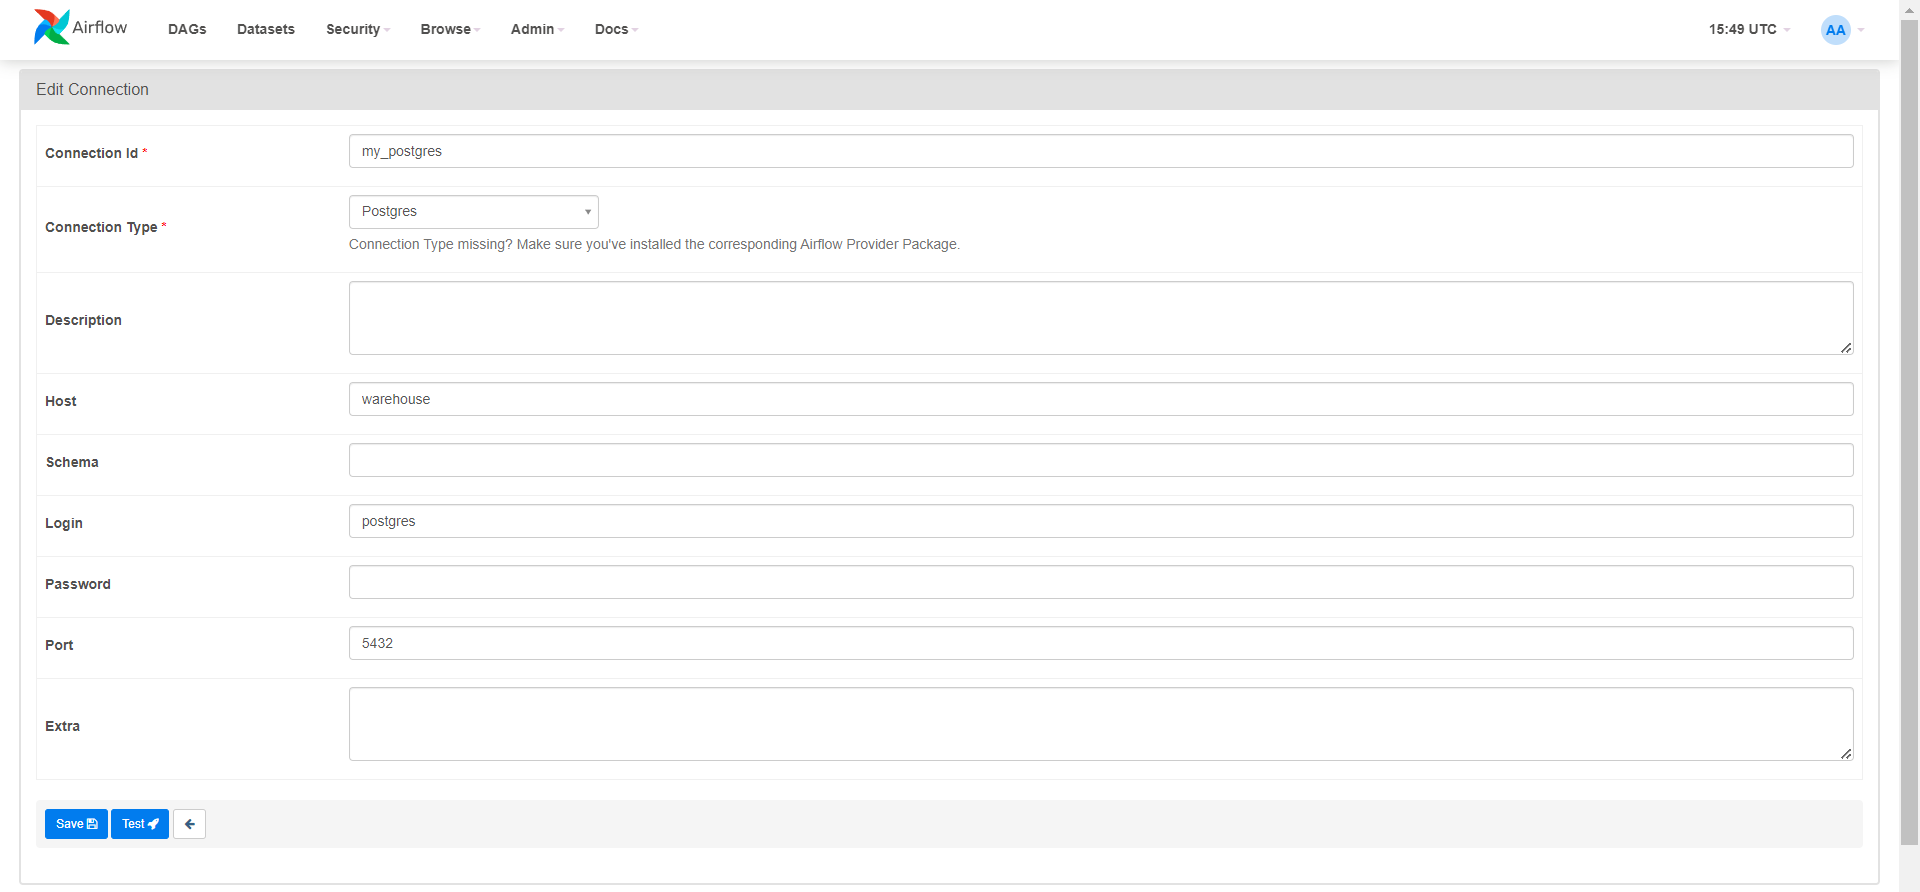 Airflow DAGs Datasets Security Browse Admin Docs 15:49 UTC AA
Edit Connection
Connection Id * my_postgres
Connection Type * Postgres
Connection Type missing? Make sure you've installed the corresponding Airflow Provider Package.
Description
Host warehouse
Schema
Login postgres
Password
Port 5432
Extra
Save Test